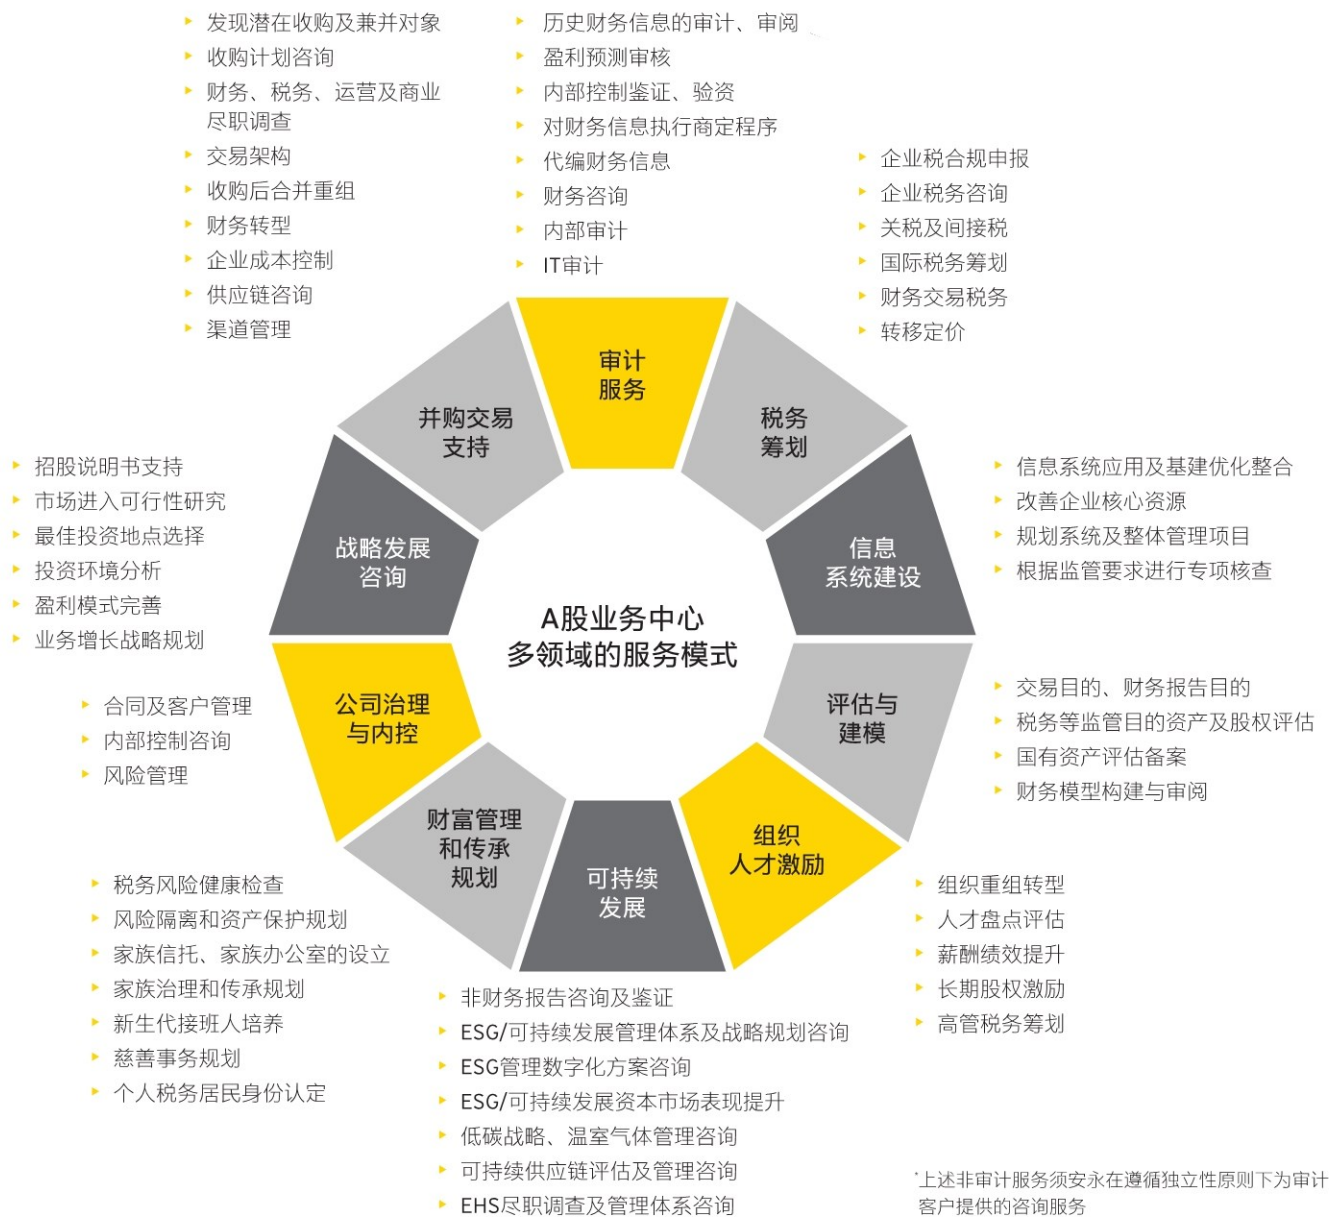 发现潜在收购及兼并对象
收购计划咨询
财务、税务、运营及商业
尽职调查
交易架构
收购后合并重组
财务转型
企业成本控制
供应链咨询
渠道管理
历史财务信息的审计、审阅
盈利预测审核
内部控制鉴证、验资
对财务信息执行商定程序
代编财务信息
财务咨询
内部审计
IT审计
企业税合规申报
企业税务咨询
关税及间接税
国际税务筹划
财务交易税务
转移定价
审计
服务
并购交易
支持
税务
筹划
招股说明书支持
市场进入可行性研究
最佳投资地点选择
投资环境分析
盈利模式完善
业务增长战略规划
战略发展
咨询
信息
系统建设
信息系统应用及基建优化整合
改善企业核心资源
规划系统及整体管理项目
根据监管要求进行专项核查
A股业务中心
多领域的服务模式
合同及客户管理
内部控制咨询
风险管理
公司治理
与内控
评估与
建模
交易目的、财务报告目的
税务等监管目的资产及股权评估
国有资产评估备案
财务模型构建与审阅
财富管理
和传承
规划
可持续
发展
组织
人才激励
税务风险健康检查
风险隔离和资产保护规划
家族信托、家族办公室的设立
家族治理和传承规划
新生代接班人培养
慈善事务规划
个人税务居民身份认定
非财务报告咨询及鉴证
ESG/可持续发展管理体系及战略规划咨询
ESG管理数字化方案咨询
ESG/可持续发展资本市场表现提升
低碳战略、温室气体管理咨询
可持续供应链评估及管理咨询
EHS尽职调查及管理体系咨询
组织重组转型
人才盘点评估
薪酬绩效提升
长期股权激励
高管税务筹划
*上述非审计服务须安永在遵循独立性原则下为审计
客户提供的咨询服务